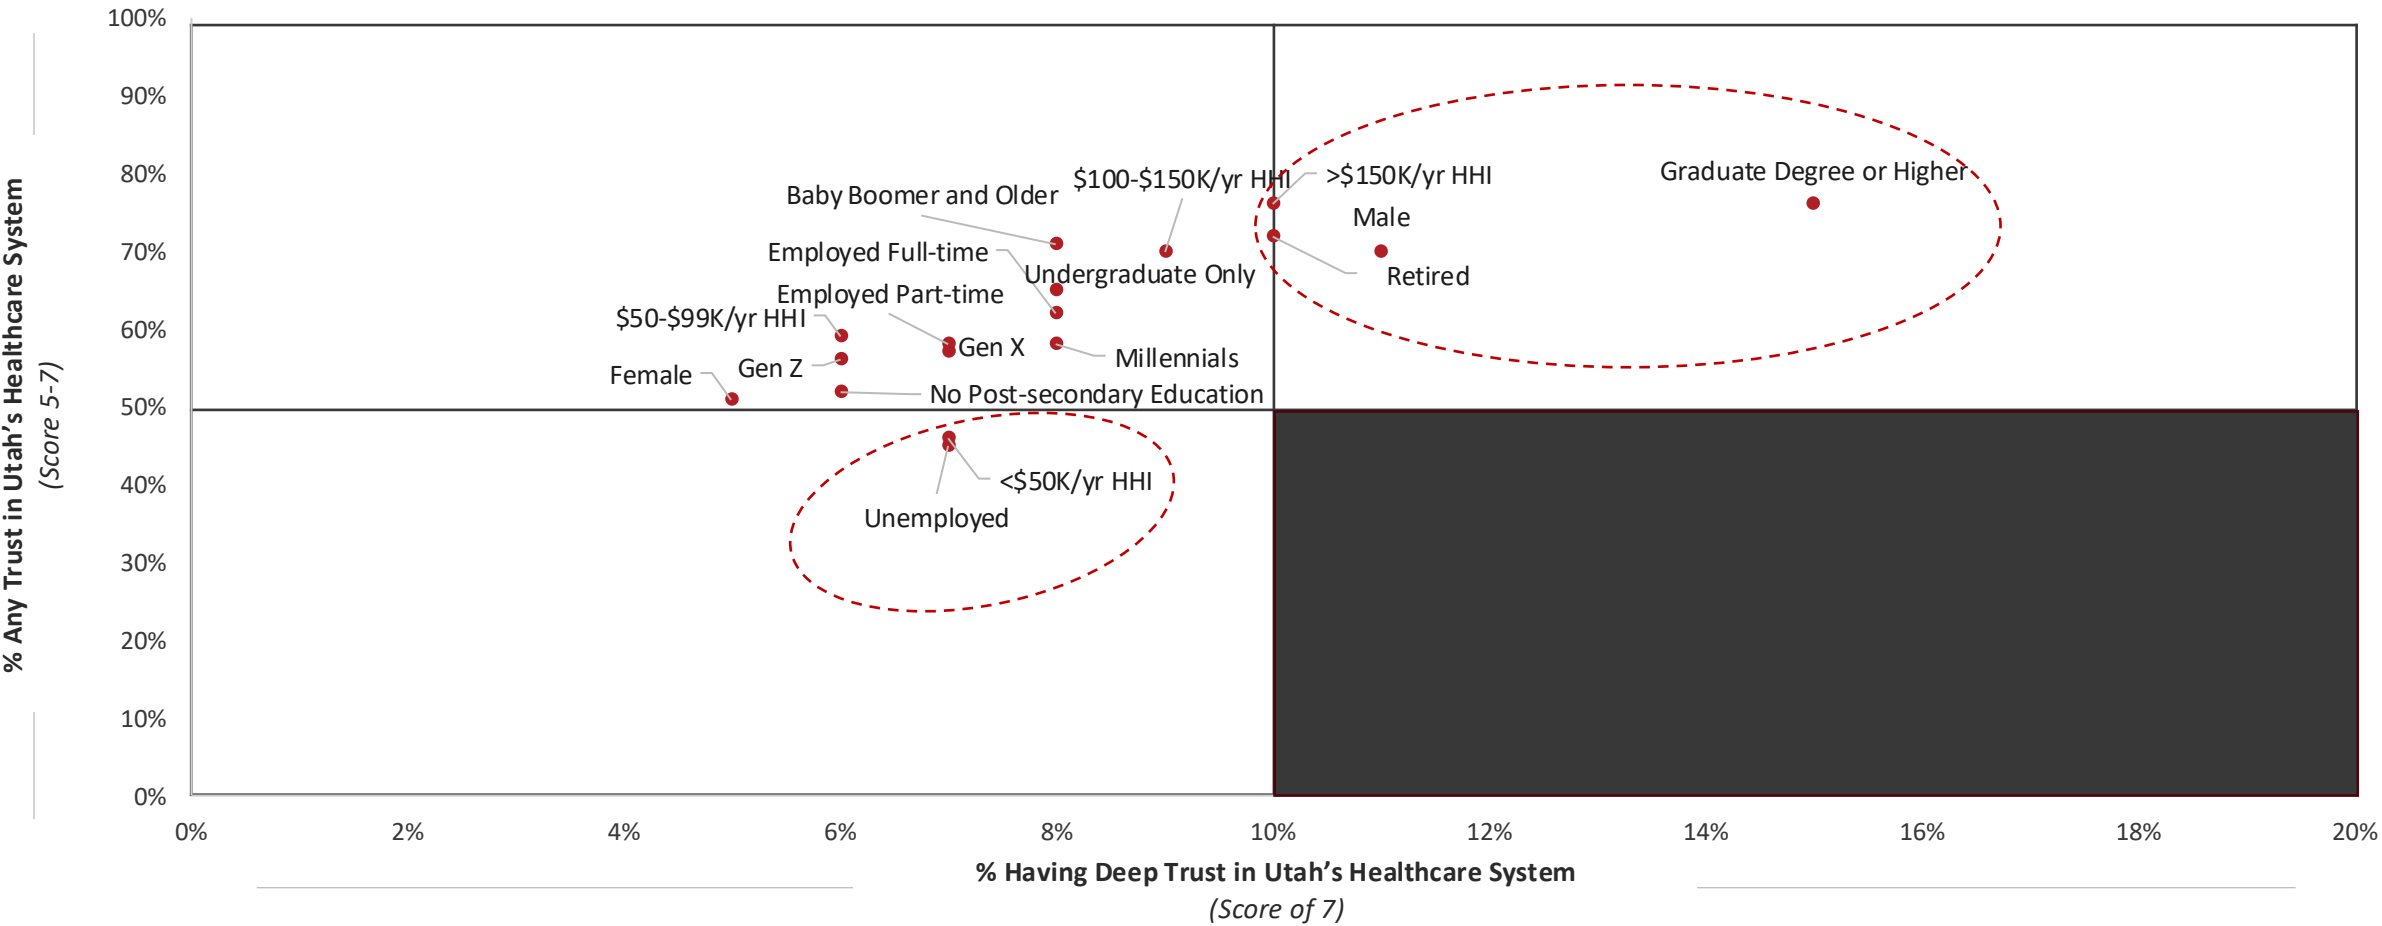 100%
90%
80%
70%
60%
50%
40%
30%
20%
10%
0%
% Any Trust in Utah’s Healthcare System
(Score 5-7)
$100-$150K/yr HHI
>$150K/yr HHI
Graduate Degree or Higher
Baby Boomer and Older
Male
Employed Full-time
Undergraduate Only
Retired
Employed Part-time
$50-$99K/yr HHI
Gen X
Millennials
Gen Z
Female
No Post-secondary Education
<$50K/yr HHI
Unemployed
0%
2%
4%
6%
8%
10%
12%
14%
16%
18%
20%
% Having Deep Trust in Utah’s Healthcare System
(Score of 7)